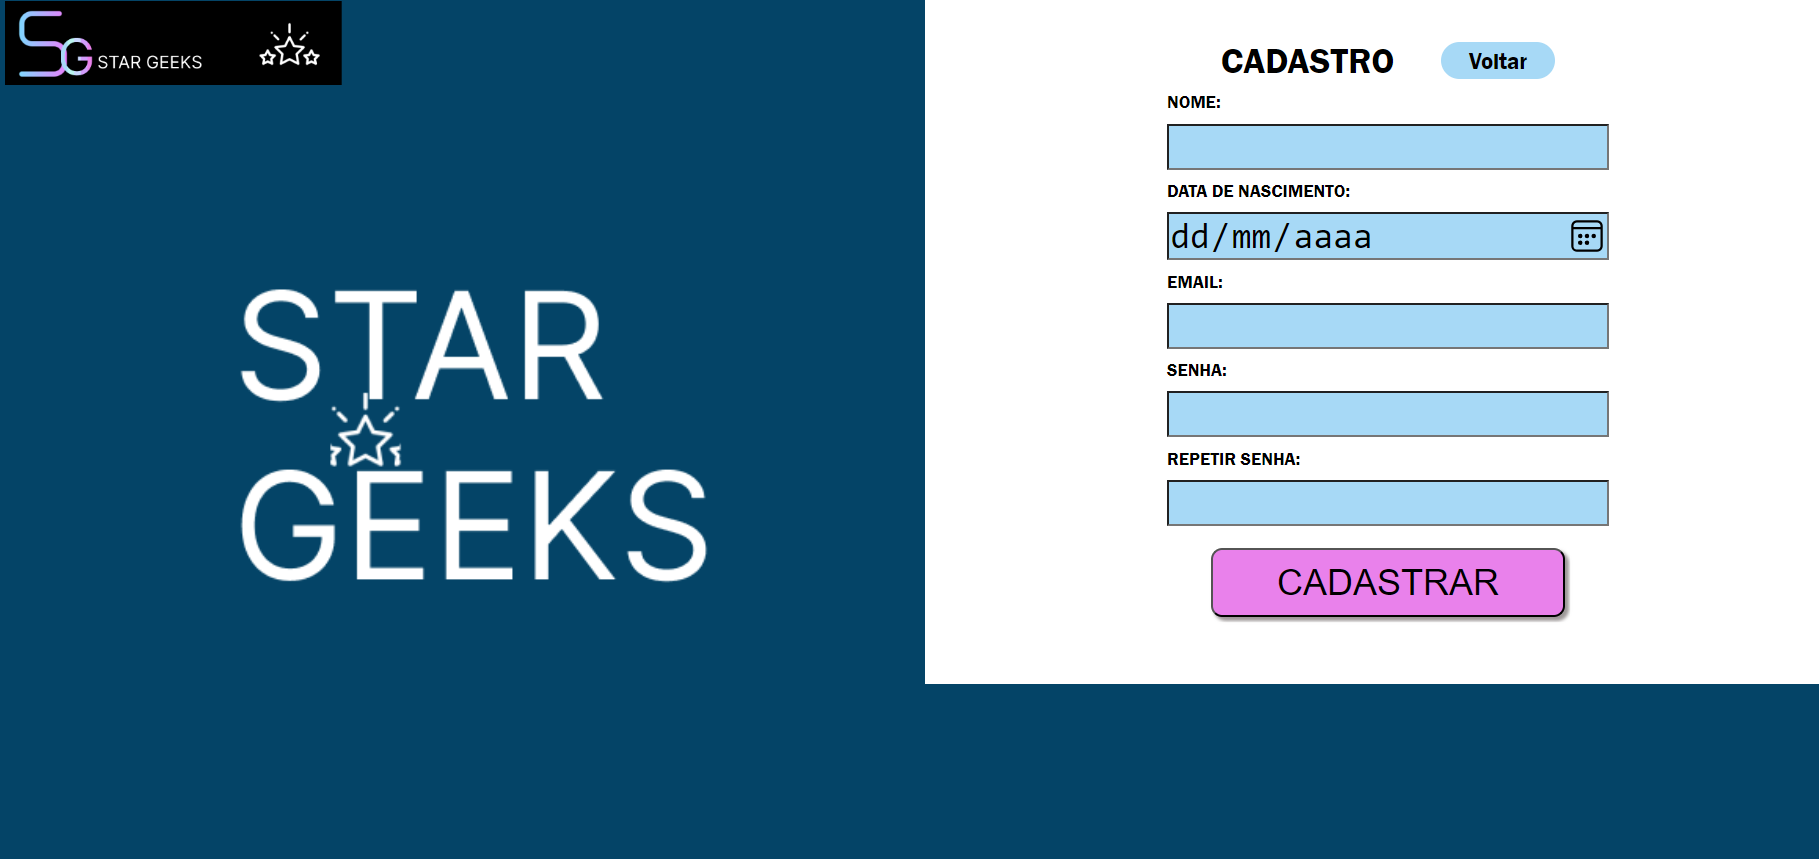 SG STAR GEEKS
STAR
GEEKS
CADASTRO
Voltar
NOME:
DATA DE NASCIMENTO:
dd/mm/aaaa
EMAIL:
SENHA:
REPETIR SENHA:
CADASTRAR